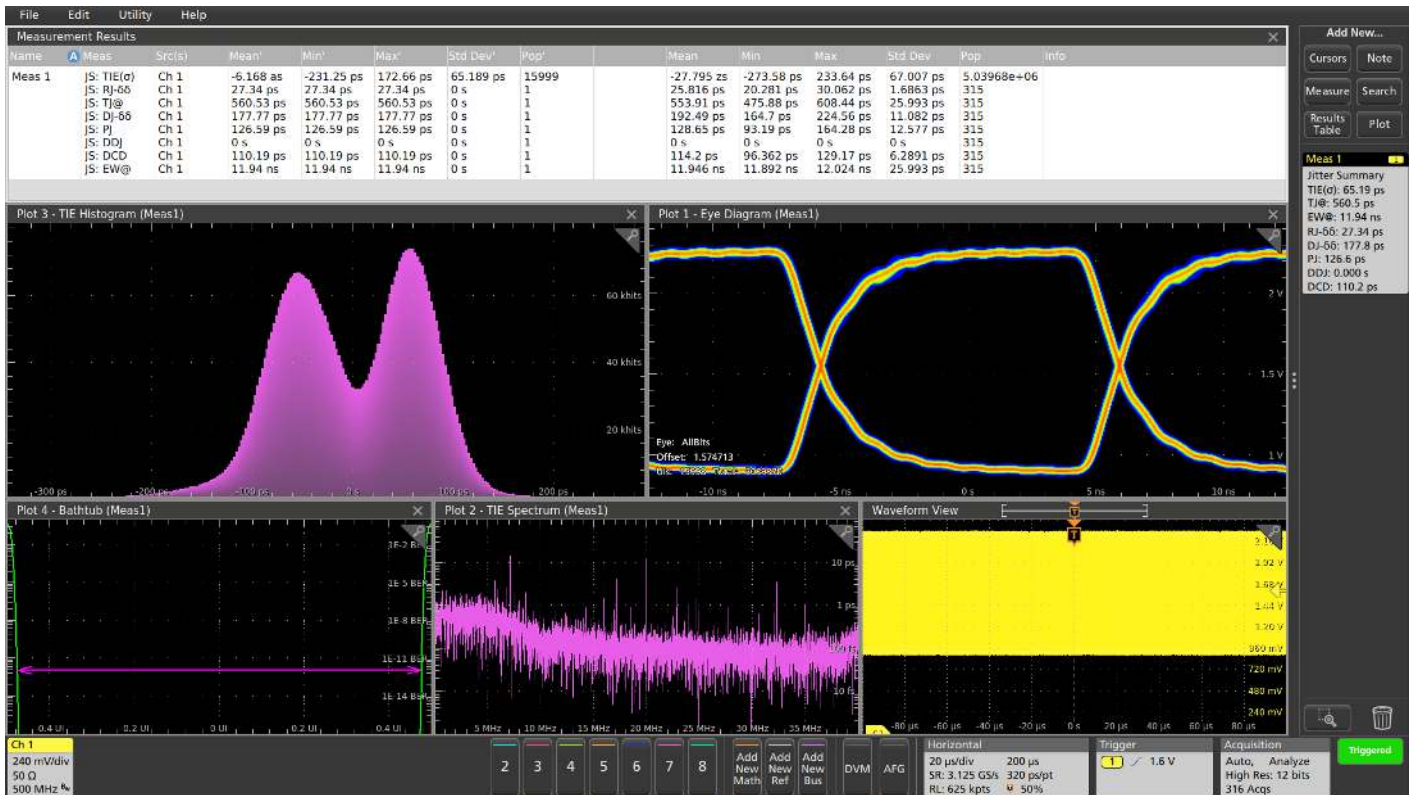 File Edit Utility Help
Add New...
Measurement Results
Name Meas Src(s) Mean' Min' Max' Std Dev' Pop' Mean Min Max Std Dev Pop Info
Meas 1 JS: TIE(σ) Ch 1 -6.168 as -231.25 ps 172.66 ps 65.189 ps 15999 -27.795 zs -273.58 ps 233.64 ps 67.007 ps 5.03968e+06
JS: RJ-δδ Ch 1 27.34 ps 27.34 ps 27.34 ps 0 s 1 25.816 ps 20.281 ps 30.062 ps 1.6863 ps 315
JS: TJ@ Ch 1 560.53 ps 560.53 ps 560.53 ps 0 s 1 553.91 ps 475.88 ps 608.44 ps 25.993 ps 315
JS: DJ-δδ Ch 1 177.77 ps 177.77 ps 177.77 ps 0 s 1 192.49 ps 164.7 ps 224.56 ps 11.082 ps 315
JS: PJ Ch 1 126.59 ps 126.59 ps 126.59 ps 0 s 1 128.65 ps 93.19 ps 164.28 ps 12.577 ps 315
JS: DDJ Ch 1 0 s 0 s 0 s 0 s 1 0 s 0 s 0 s 0 s 315
JS: DCD Ch 1 110.19 ps 110.19 ps 110.19 ps 0 s 1 114.2 ps 96.362 ps 129.17 ps 6.2891 ps 315
JS: EW@ Ch 1 11.94 ns 11.94 ns 11.94 ns 0 s 1 11.946 ns 11.892 ns 12.024 ns 25.993 ps 315
Cursors Note
Measure Search
Results Table Plot
Meas 1 1
Jitter Summary
TIE(σ): 65.19 ps
TJ@: 560.5 ps
EW@: 11.94 ns
RJ-δδ: 27.34 ps
DJ-δδ: 177.8 ps
PJ: 126.6 ps
DDJ: 0.000 s
DCD: 110.2 ps
Plot 3 - TIE Histogram (Meas1)
60 khits
40 khits
20 khits
-300 ps -200 ps -100 ps 0 s 100 ps 200 ps
Plot 1 - Eye Diagram (Meas1)
2 V
1.5 V
1 V
Eye: AllBits
Offset: 1.574713
-10 ns -5 ns 0 s 5 ns 10 ns
Plot 4 - Bathtub (Meas1)
1E-2 BER
1E-5 BER
1E-8 BER
1E-11 BER
1E-14 BER
0.4 UI 0.2 UI 0 UI 0.2 UI 0.4 UI
Plot 2 - TIE Spectrum (Meas1)
10 ps
1 ps
100 fs
10 fs
5 MHz 10 MHz 15 MHz 20 MHz 25 MHz 30 MHz 35 MHz
Waveform View
T
T
1.92 V
1.68 V
1.44 V
1.20 V
960 mV
720 mV
480 mV
240 mV
-80 µs -60 µs -40 µs -20 µs 0 s 20 µs 40 µs 60 µs 80 µs
Ch 1
240 mV/div
50 Ω
500 MHz
2 3 4 5 6 7 8
Add New Math
Add New Ref
Add New Bus
DVM AFG
Horizontal
20 µs/div 200 µs
SR: 3.125 GS/s 320 ps/pt
RL: 625 kpts 50%
Trigger
1 1.6 V
Acquisition
Auto, Analyze
High Res: 12 bits
316 Acqs
Triggered